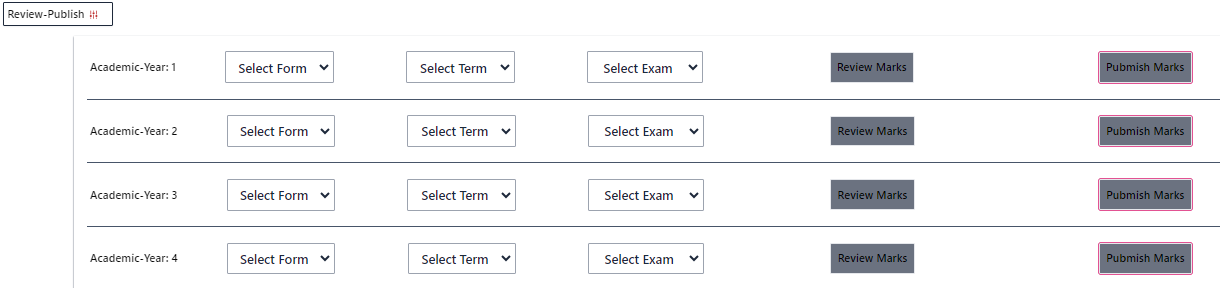 Review-Publish
Academic-Year: 1 Select Form Select Term Select Exam Review Marks Pubmish Marks
Academic-Year: 2 Select Form Select Term Select Exam Review Marks Pubmish Marks
Academic-Year: 3 Select Form Select Term Select Exam Review Marks Pubmish Marks
Academic-Year: 4 Select Form Select Term Select Exam Review Marks Pubmish Marks